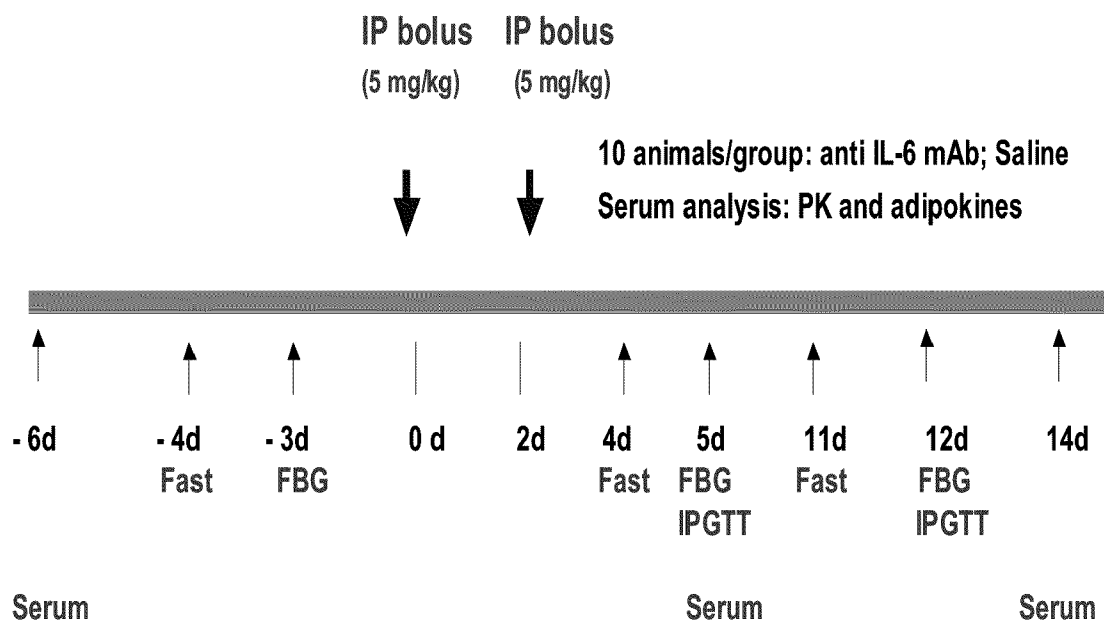 IP bolus IP bolus
(5 mg/kg) (5 mg/kg)
10 animals/group: anti IL-6 mAb; Saline
Serum analysis: PK and adipokines
- 6d - 4d - 3d 0 d 2d 4d 5d 11d 12d 14d
Fast FBG Fast FBG Fast FBG
IPGTT IPGTT
Serum Serum Serum